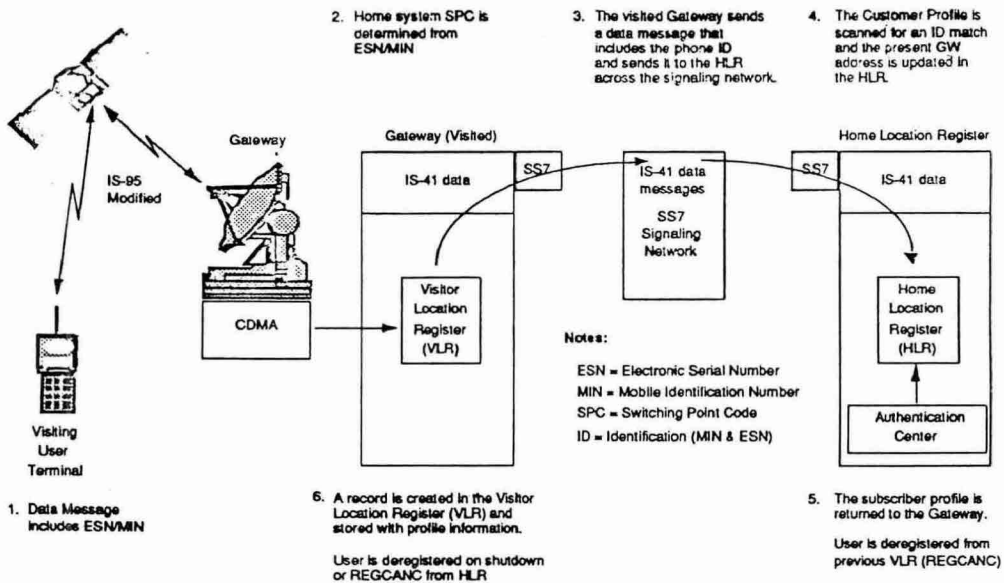 2. Home system SPC is
determined from
ESN/MIN
3. The visited Gateway sends
a data message that
includes the phone ID
and sends it to the HLR
across the signaling network.
4. The Customer Profile is
scanned for an ID match
and the present GW
address is updated in
the HLR.
Gateway
IS-95
Modified
CDMA
Visiting
User
Terminal
1. Data Message
includes ESN/MIN
Gateway (Visited)
IS-41 data
SS7
Visitor
Location
Register
(VLR)
IS-41 data
messages
SS7
Signaling
Network
Home Location Register
SS7
IS-41 data
Home
Location
Register
(HLR)
Authentication
Center
Notes:
ESN = Electronic Serial Number
MIN = Mobile Identification Number
SPC = Switching Point Code
ID = Identification (MIN & ESN)
6. A record is created in the Visitor
Location Register (VLR) and
stored with profile information.
User is deregistered on shutdown
or REGCANC from HLR
5. The subscriber profile is
returned to the Gateway.
User is deregistered from
previous VLR (REGCANC)